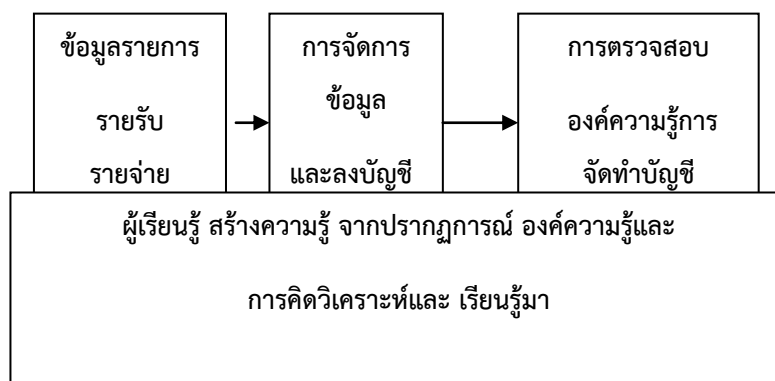 ข้อมูลรายการ
รายรับ
รายจ่าย
การจัดการ
ข้อมูล
และลงบัญชี
การตรวจสอบ
องค์ความรู้การ
จัดทำบัญชี
ผู้เรียนรู้ สร้างความรู้ จากปรากฏการณ์ องค์ความรู้และ
การคิดวิเคราะห์และ เรียนรู้มา